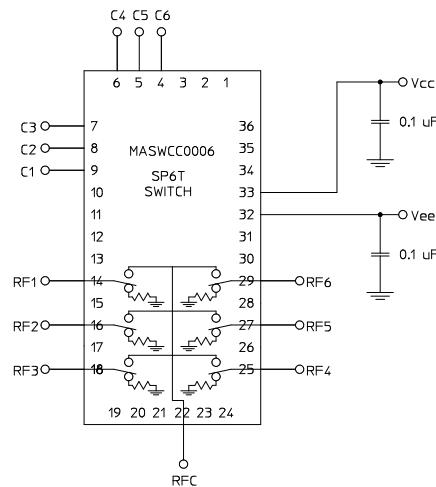 C4 C5 C6
6 5 4 3 2 1
Vcc
0.1 uF
C3 7 36
C2 8 MASWCC0006 35
C1 9 SP6T 34
10 SWITCH 33
11 32 Vee
12 31
0.1 uF
13 30
RF1 14 29 RF6
15 28
RF2 16 27 RF5
17 26
RF3 18 25 RF4
19 20 21 22 23 24
RFC